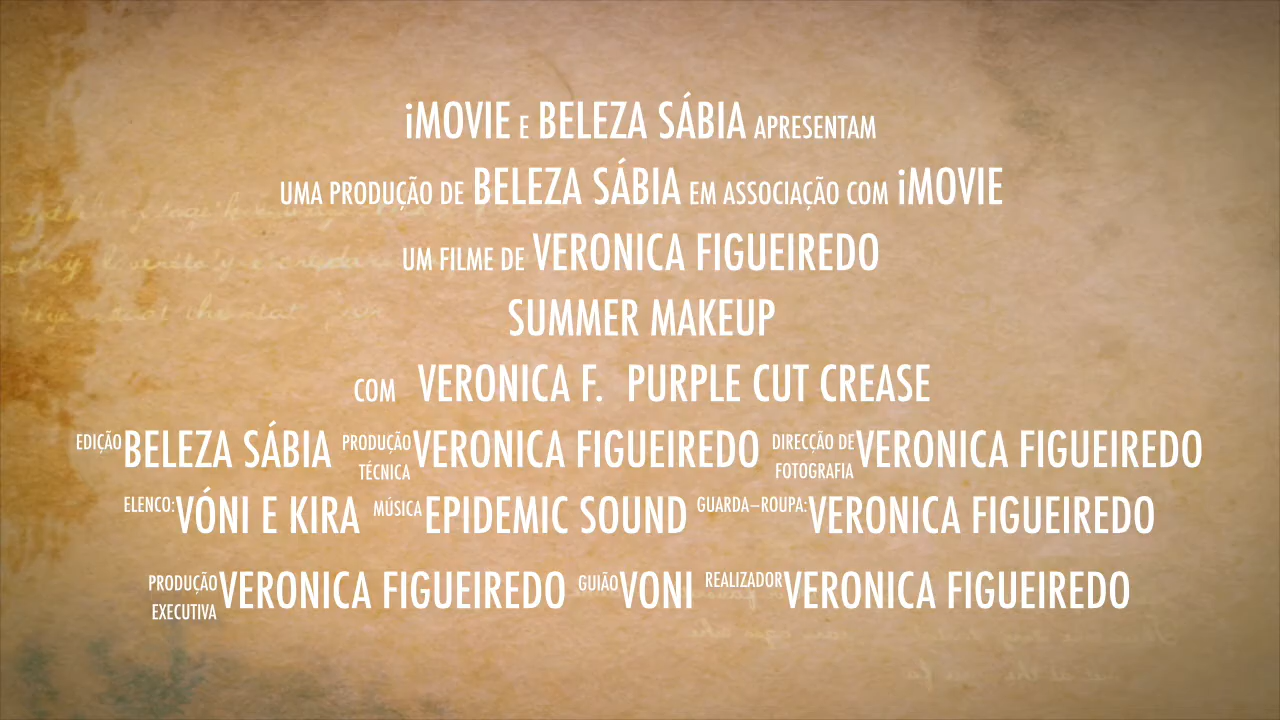 iMOVIE E BELEZA SÁBIA APRESENTAM
UMA PRODUÇÃO DE BELEZA SÁBIA EM ASSOCIAÇÃO COM iMOVIE
UM FILME DE VERONICA FIGUEIREDO
SUMMER MAKEUP
COM VERONICA F. PURPLE CUT CREASE
EDIÇÃO BELEZA SÁBIA PRODUÇÃO TÉCNICA VERONICA FIGUEIREDO DIRECÇÃO DE FOTOGRAFIA VERONICA FIGUEIREDO
ELENCO: VÓNI E KIRA MÚSICA EPIDEMIC SOUND GUARDA-ROUPA: VERONICA FIGUEIREDO
PRODUÇÃO EXECUTIVA VERONICA FIGUEIREDO GUIÃO VONI REALIZADOR VERONICA FIGUEIREDO